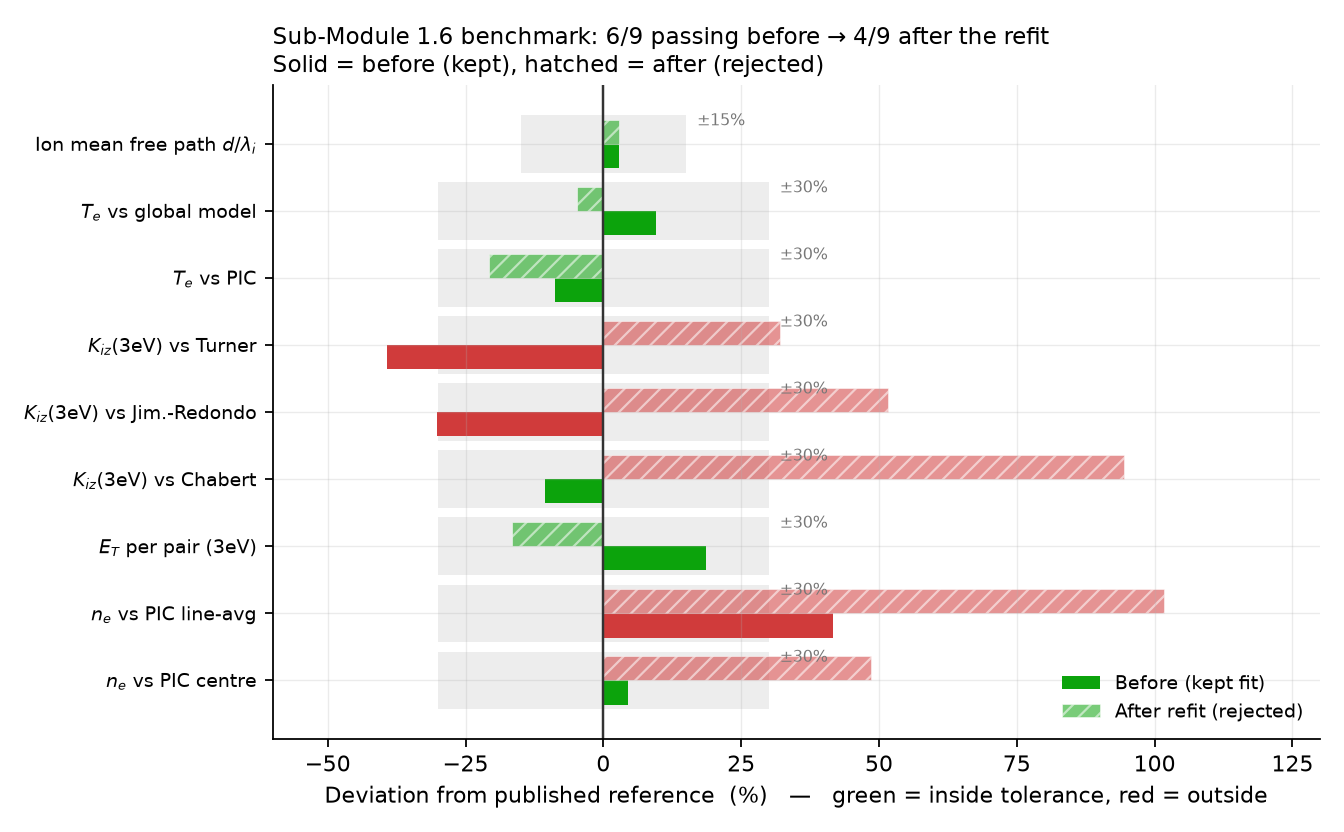 Sub-Module 1.6 benchmark: 6/9 passing before → 4/9 after the refit
Solid = before (kept), hatched = after (rejected)
Ion mean free path d/λᵢ
±15%
Tₑ vs global model
±30%
Tₑ vs PIC
±30%
K_iz(3eV) vs Turner
±30%
K_iz(3eV) vs Jim.-Redondo
±30%
K_iz(3eV) vs Chabert
±30%
E_T per pair (3eV)
±30%
nₑ vs PIC line-avg
±30%
nₑ vs PIC centre
±30%
Before (kept fit)
After refit (rejected)
−50 −25 0 25 50 75 100 125
Deviation from published reference (%) — green = inside tolerance, red = outside